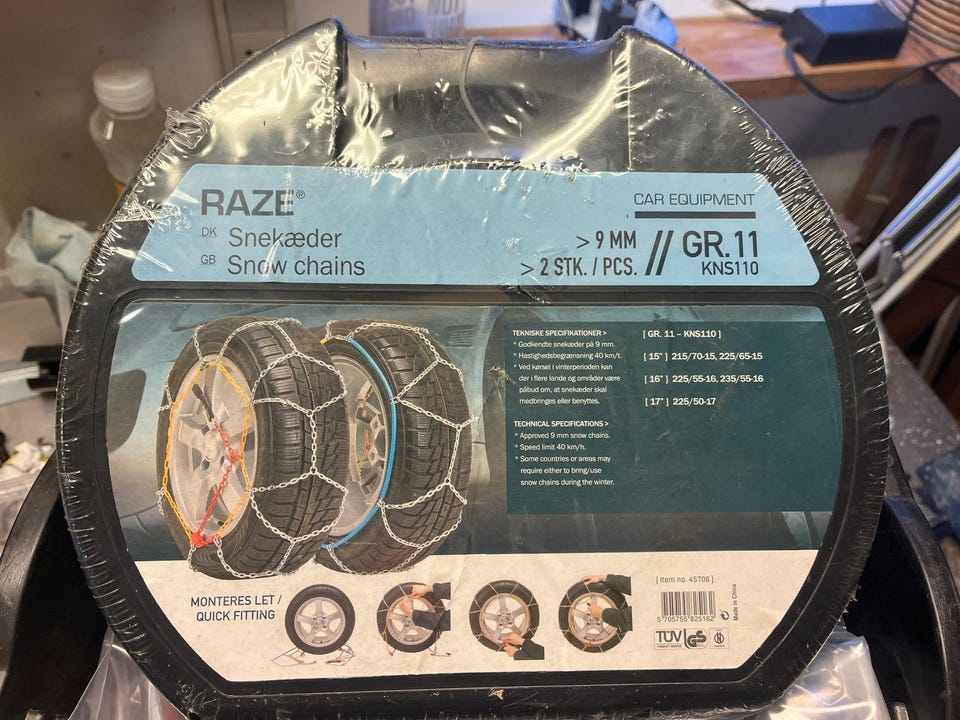 RAZE®
CAR EQUIPMENT
DK Snekæder
GB Snow chains
> 9 MM
> 2 STK. / PCS.
// GR.11
KNS110
TEKNISKE SPECIFIKATIONER >
* Godkendte snekæder på 9 mm.
* Hastighedsbegrænsning 40 km/t.
* Ved kørsel i vinterperioden kan
der i flere lande og områder være
påbud om, at snekæder skal
medbringes eller benyttes.
TECHNICAL SPECIFICATIONS >
* Approved 9 mm snow chains.
* Speed limit 40 km/h.
* Some countries or areas may
require either to bring/use
snow chains during the winter.
[ GR. 11 – KNS110 ]
[ 15" ] 215/70-15, 225/65-15
[ 16" ] 225/55-16, 235/55-16
[ 17" ] 225/50-17
MONTERES LET /
QUICK FITTING
[ Item no. 45706 ]
5 705755 825162
Made in China
TÜV
GS